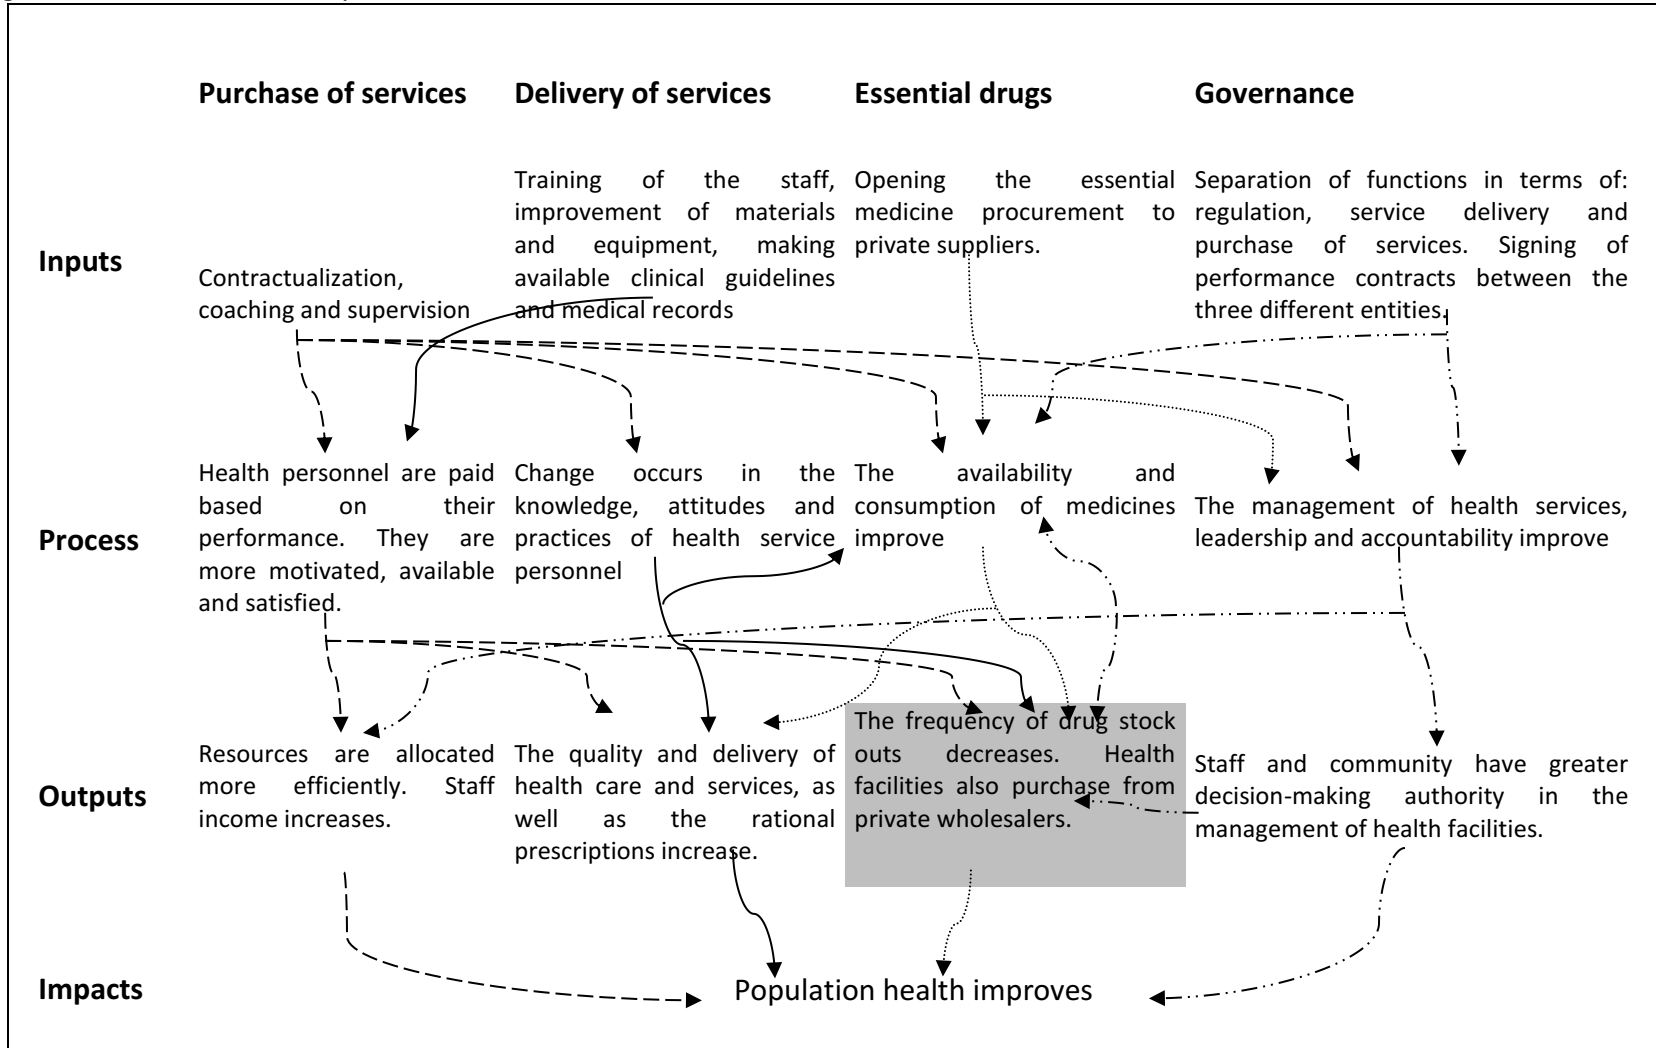 Purchase of services Delivery of services Essential drugs Governance
Inputs
Contractualization,
coaching and supervision
Training of the staff,
improvement of materials
and equipment, making
available clinical guidelines
and medical records
Opening the essential
medicine procurement to
private suppliers.
Separation of functions in terms of:
regulation, service delivery and
purchase of services. Signing of
performance contracts between the
three different entities.
Process
Health personnel are paid
based on their
performance. They are
more motivated, available
and satisfied.
Change occurs in the
knowledge, attitudes and
practices of health service
personnel
The availability and
consumption of medicines
improve
The management of health services,
leadership and accountability improve
Outputs
Resources are allocated
more efficiently. Staff
income increases.
The quality and delivery of
health care and services, as
well as the rational
prescriptions increase.
The frequency of drug stock
outs decreases. Health
facilities also purchase from
private wholesalers.
Staff and community have greater
decision-making authority in the
management of health facilities.
Impacts
Population health improves